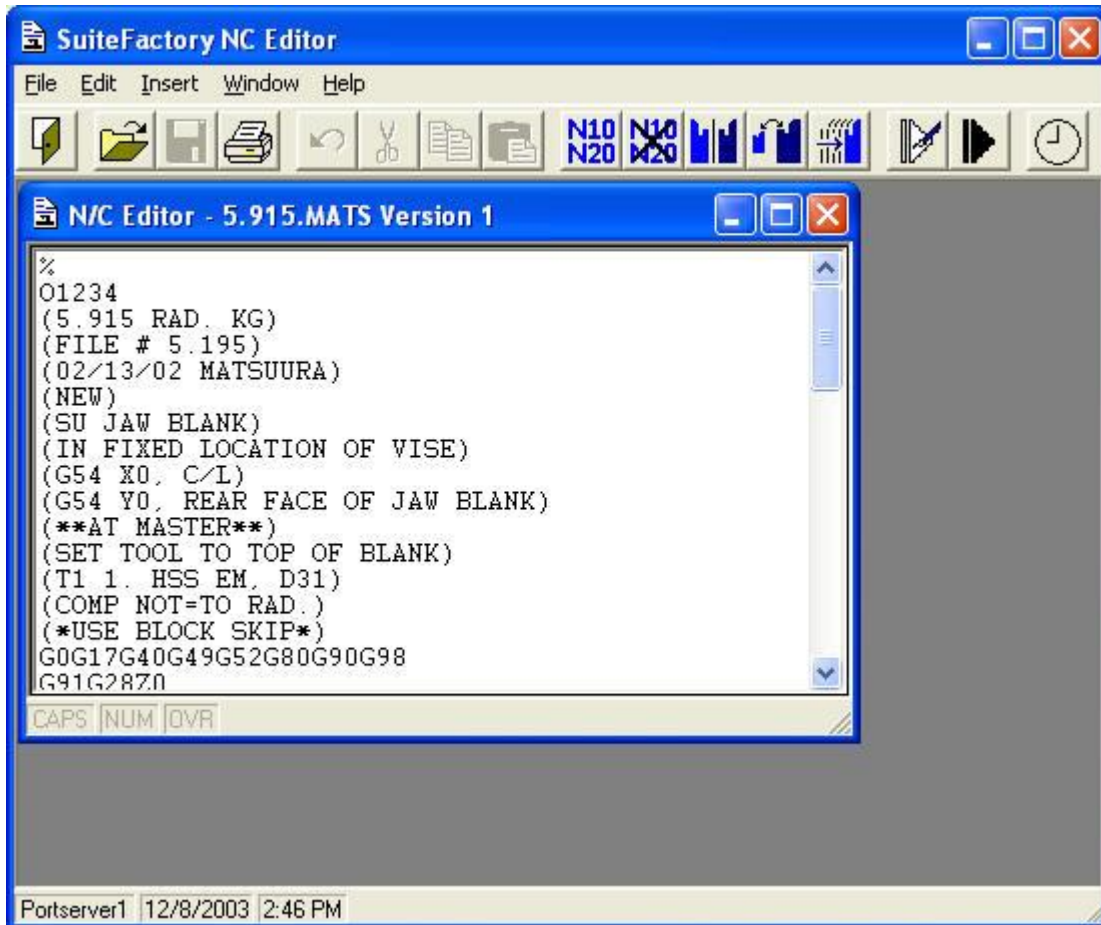 SuiteFactory NC Editor
File Edit Insert Window Help
N10 N10
N20 N20
N/C Editor - 5.915.MATS Version 1
%
O1234
(5.915 RAD. KG)
(FILE # 5.195)
(02/13/02 MATSUURA)
(NEW)
(SU JAW BLANK)
(IN FIXED LOCATION OF VISE)
(G54 X0, C/L)
(G54 Y0, REAR FACE OF JAW BLANK)
(**AT MASTER**)
(SET TOOL TO TOP OF BLANK)
(T1 1. HSS EM, D31)
(COMP NOT=TO RAD.)
(*USE BLOCK SKIP*)
G0G17G40G49G52G80G90G98
G91G28Z0
CAPS NUM OVR
Portserver1 12/8/2003 2:46 PM